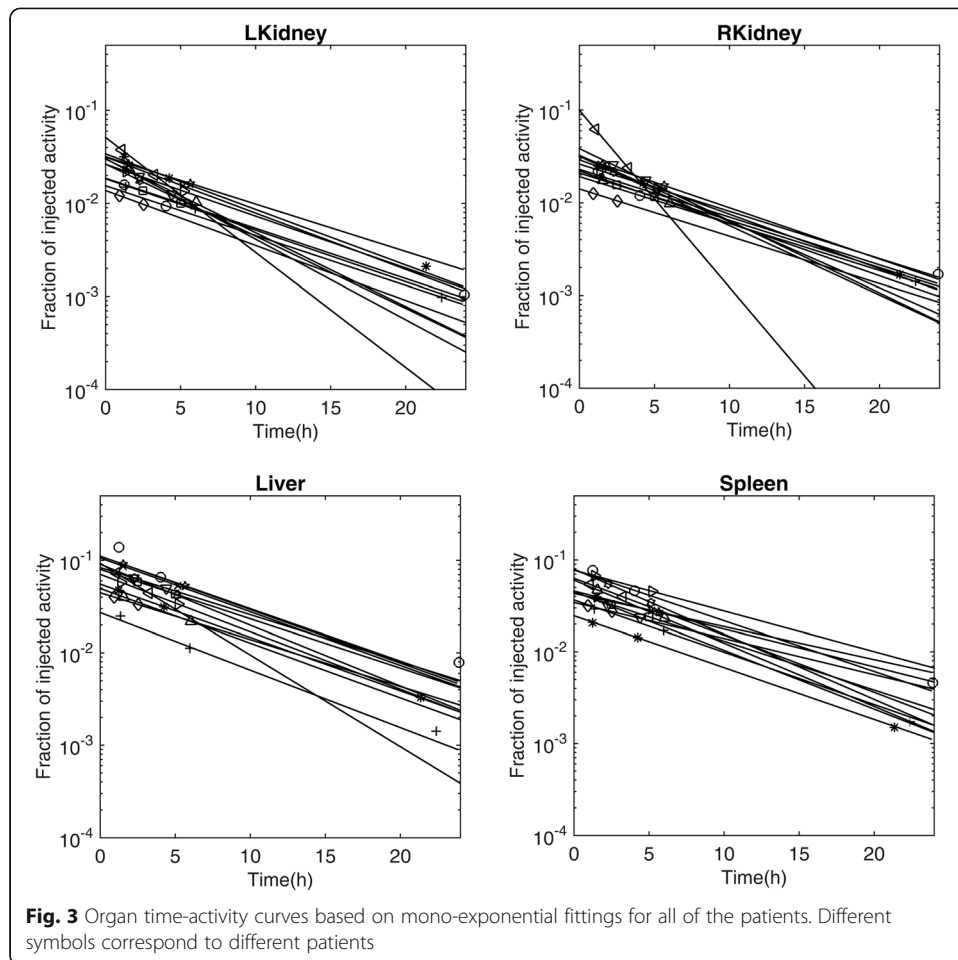 LKidney
Fraction of injected activity
10^-1
10^-2
10^-3
10^-4
0 5 10 15 20
Time(h)
RKidney
Fraction of injected activity
10^-1
10^-2
10^-3
10^-4
0 5 10 15 20
Time(h)
Liver
Fraction of injected activity
10^-1
10^-2
10^-3
10^-4
0 5 10 15 20
Time(h)
Spleen
Fraction of injected activity
10^-1
10^-2
10^-3
10^-4
0 5 10 15 20
Time(h)
Fig. 3 Organ time-activity curves based on mono-exponential fittings for all of the patients. Different
symbols correspond to different patients